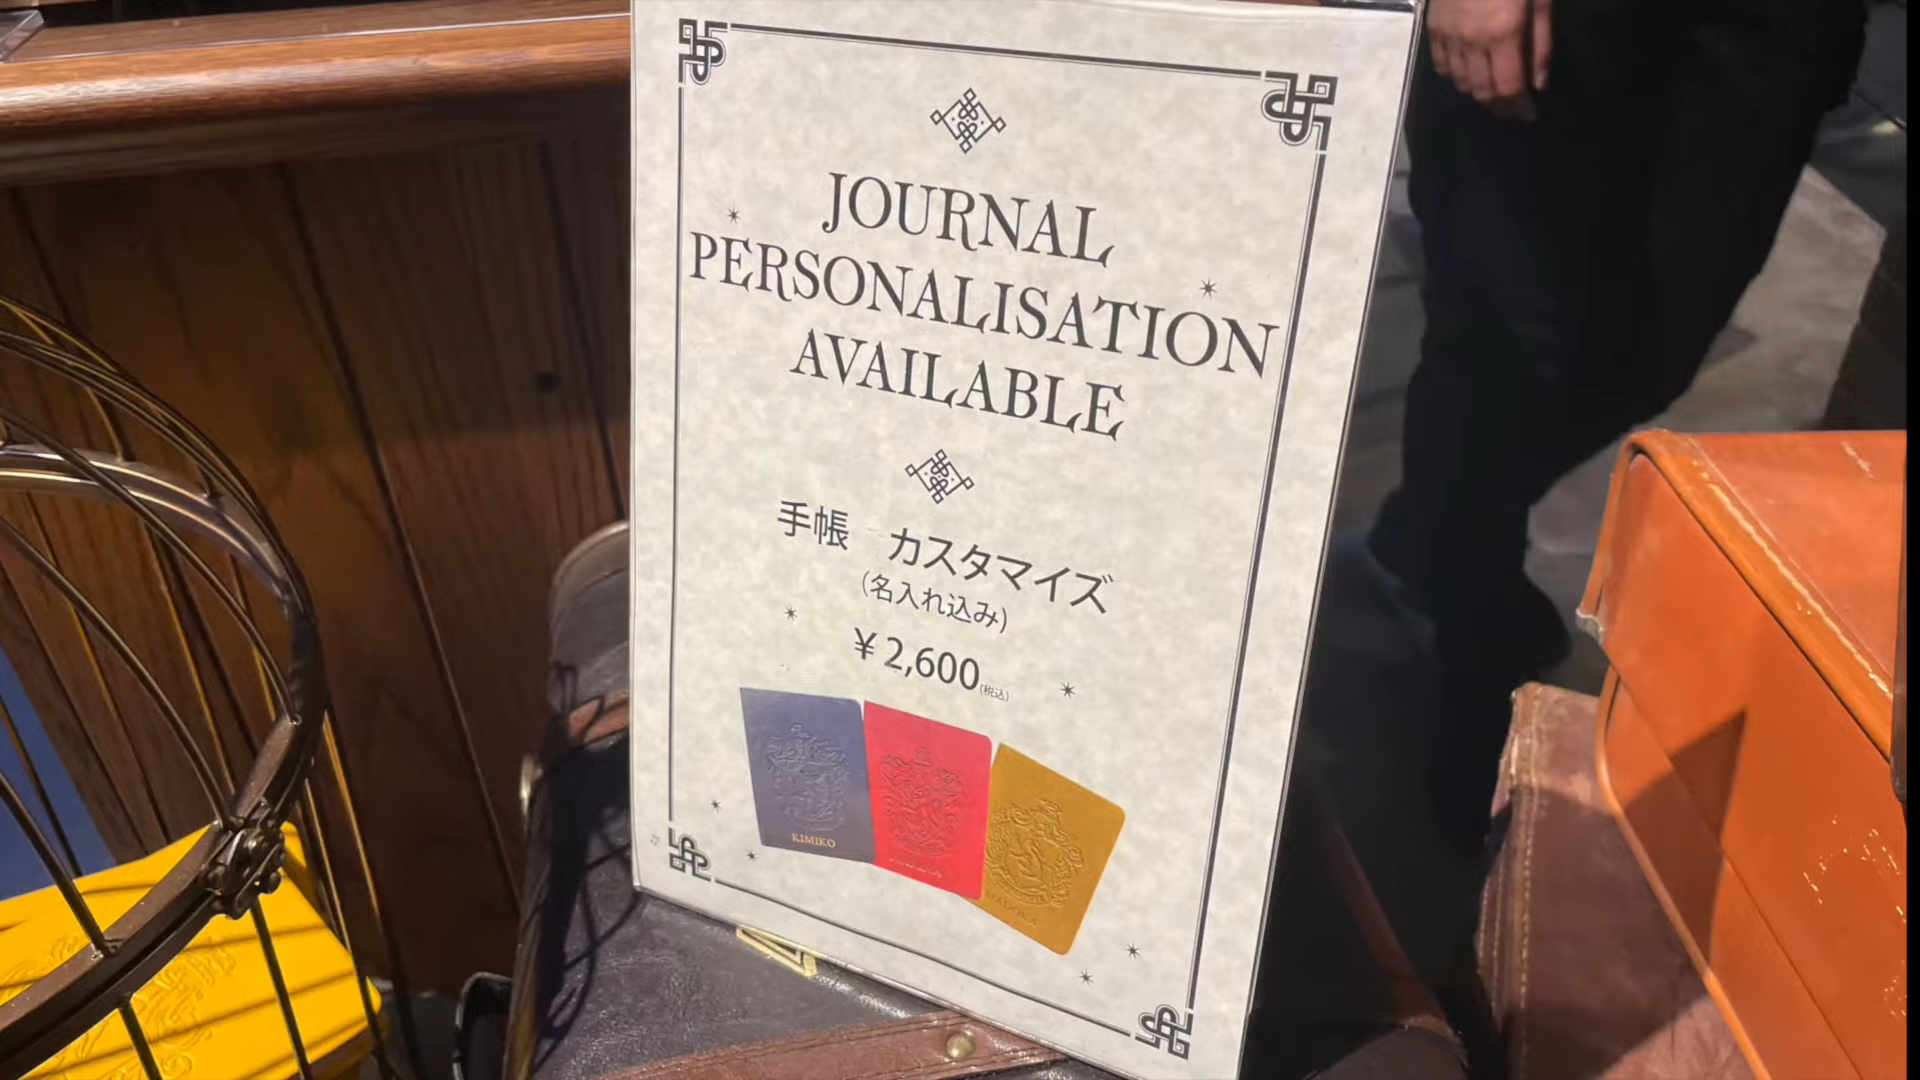 JOURNAL
PERSONALISATION
AVAILABLE
手帳　カスタマイズ
(名入れ込み)
¥2,600(税込)
KIMIKO